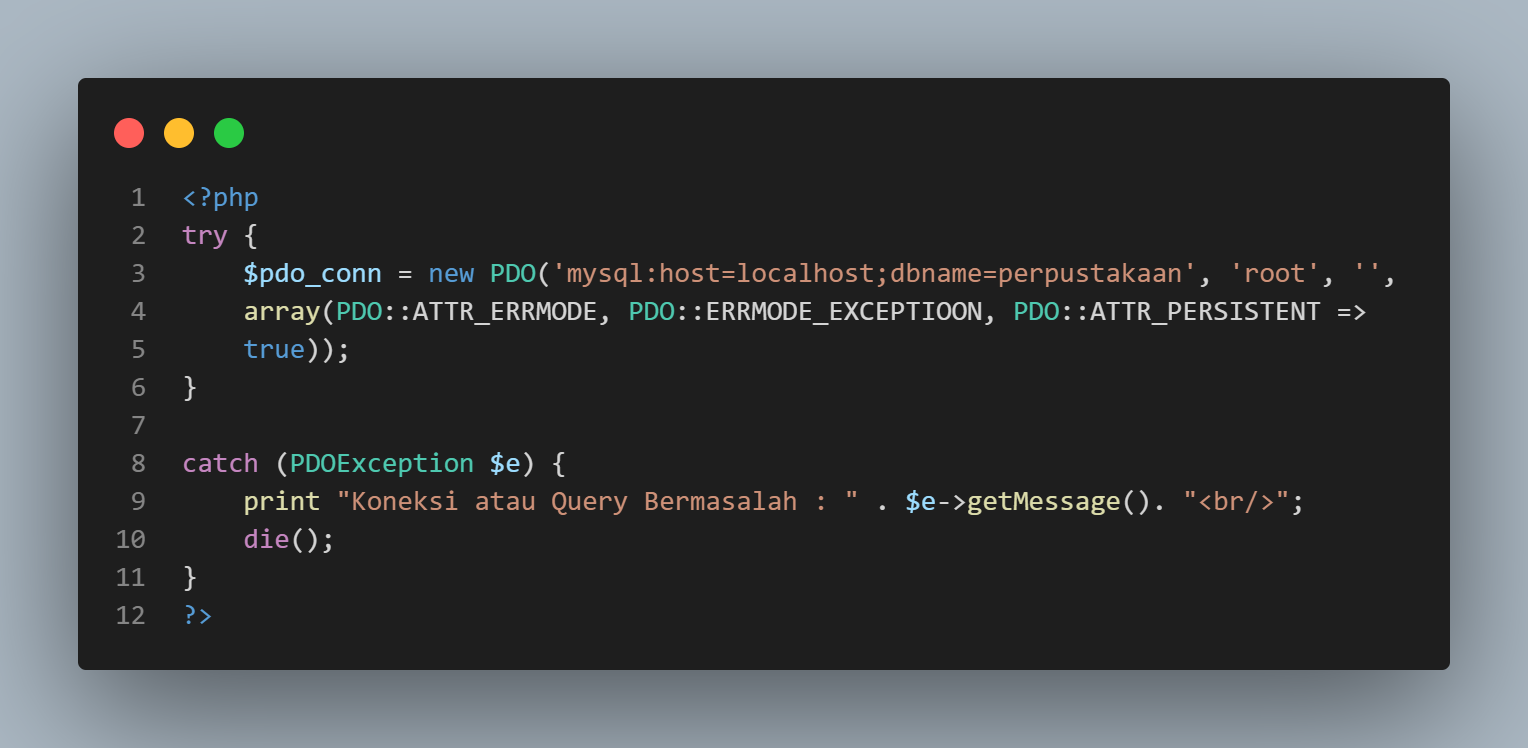 1 <?php
2 try {
3 $pdo_conn = new PDO('mysql:host=localhost;dbname=perpustakaan', 'root', '',
4 array(PDO::ATTR_ERRMODE, PDO::ERRMODE_EXCEPTIOON, PDO::ATTR_PERSISTENT =>
5 true));
6 }
7
8 catch (PDOException $e) {
9 print "Koneksi atau Query Bermasalah : " . $e->getMessage(). "<br/>";
10 die();
11 }
12 ?>